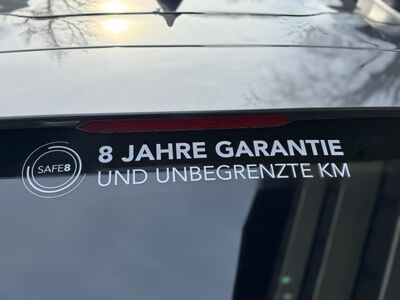 SAFE8
8 JAHRE GARANTIE
UND UNBEGRENZTE KM